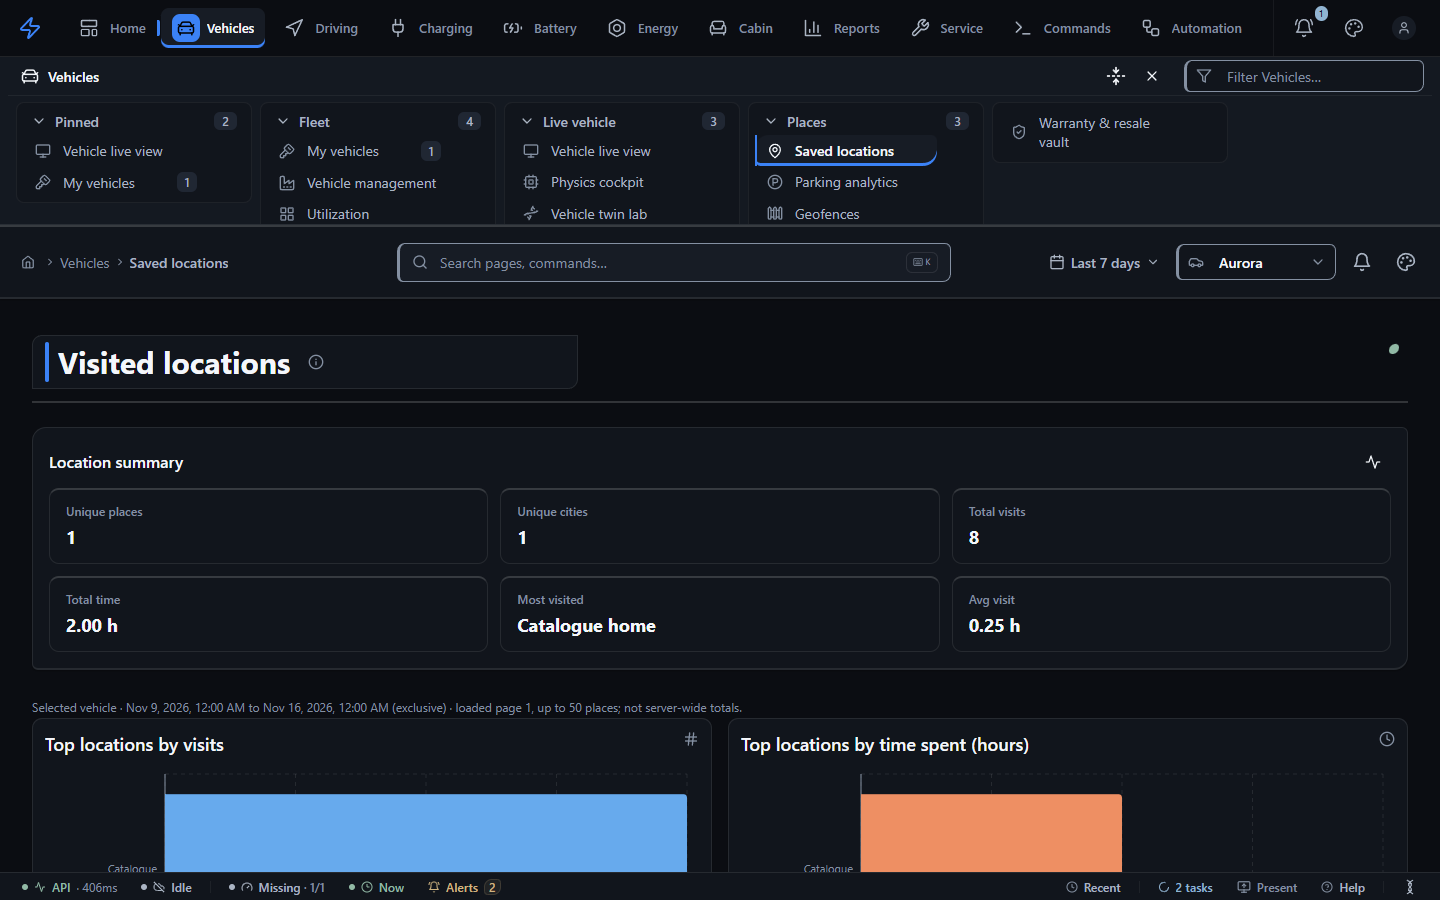 Home
Vehicles
Driving
Charging
Battery
Energy
Cabin
Reports
Service
Commands
Automation
1
Vehicles
Filter Vehicles...
Pinned 2
Vehicle live view
My vehicles 1
Fleet 4
My vehicles 1
Vehicle management
Utilization
Live vehicle 3
Vehicle live view
Physics cockpit
Vehicle twin lab
Places 3
Saved locations
Parking analytics
Geofences
Warranty & resale
vault
Vehicles
Saved locations
Search pages, commands...
K
Last 7 days
Aurora
Visited locations
Location summary
Unique places
1
Unique cities
1
Total visits
8
Total time
2.00 h
Most visited
Catalogue home
Avg visit
0.25 h
Selected vehicle · Nov 9, 2026, 12:00 AM to Nov 16, 2026, 12:00 AM (exclusive) · loaded page 1, up to 50 places; not server-wide totals.
Top locations by visits
Catalogue
Top locations by time spent (hours)
Catalogue
API · 406ms
Idle
Missing · 1/1
Now
Alerts 2
Recent
2 tasks
Present
Help